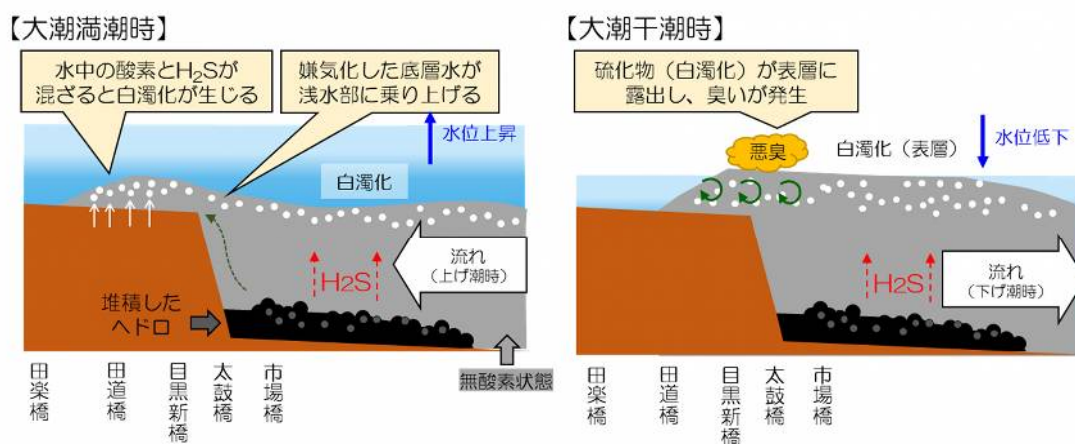 【大潮満潮時】
水中の酸素とH₂Sが
混ざると白濁化が生じる
嫌気化した底層水が
浅水部に乗り上げる
水位上昇
白濁化
流れ
（上げ潮時）
H2S
堆積した
ヘドロ
無酸素状態
田楽橋
田道橋
目黒新橋
太鼓橋
市場橋
【大潮干潮時】
硫化物（白濁化）が表層に
露出し、臭いが発生
悪臭
白濁化（表層）
水位低下
H2S
流れ
（下げ潮時）
田楽橋
田道橋
目黒新橋
太鼓橋
市場橋